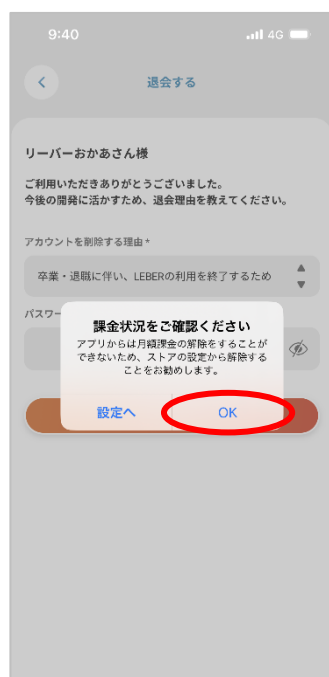 9:40
4G
退会する
リーバーおかあさん様
ご利用いただきありがとうございました。
今後の開発に活かすため、退会理由を教えてください。
アカウントを削除する理由*
卒業・退職に伴い、LEBERの利用を終了するため
パスワー
課金状況をご確認ください
アプリからは月額課金の解除をすることが
できないため、ストアの設定から解除する
ことをお勧めします。
設定へ
OK